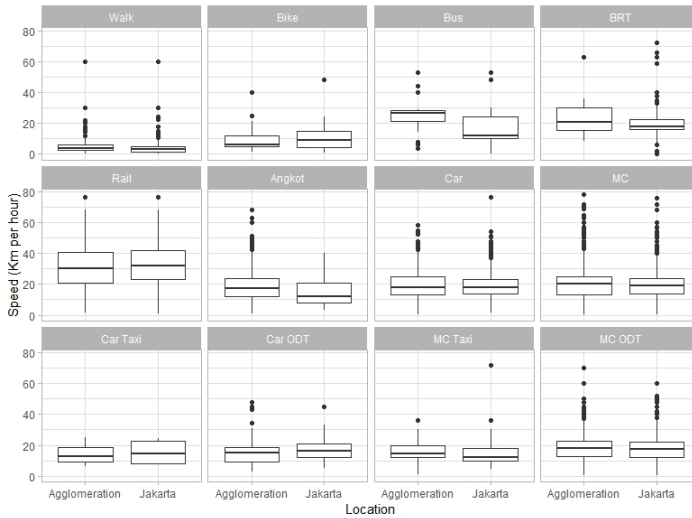 Walk Bike Bus BRT
80
60
40
20
0
Rail Angkot Car MC
80
60
40
20
0
Speed (Km per hour)
Car Taxi Car ODT MC Taxi MC ODT
80
60
40
20
0
Agglomeration Jakarta Agglomeration Jakarta Agglomeration Jakarta Agglomeration Jakarta
Location